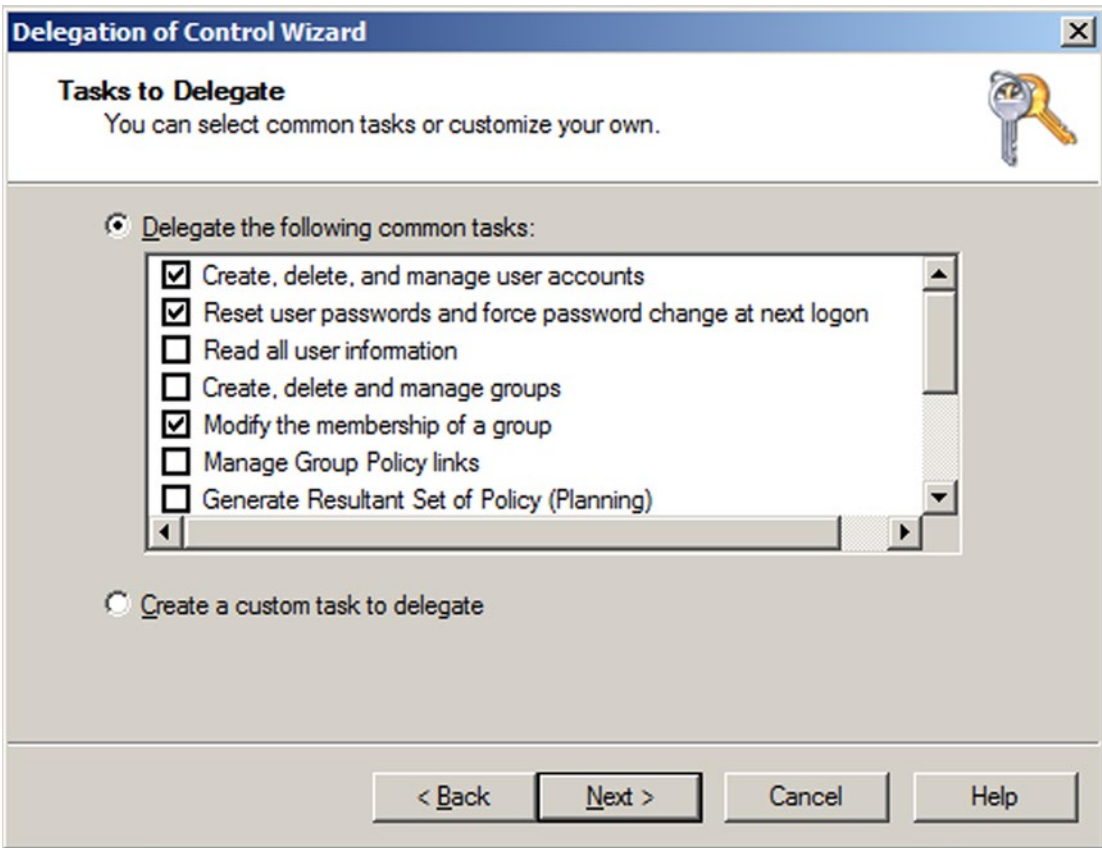 Delegation of Control Wizard
Tasks to Delegate
You can select common tasks or customize your own.
Delegate the following common tasks:
Create, delete, and manage user accounts
Reset user passwords and force password change at next logon
Read all user information
Create, delete and manage groups
Modify the membership of a group
Manage Group Policy links
Generate Resultant Set of Policy (Planning)
Create a custom task to delegate
< Back Next > Cancel Help